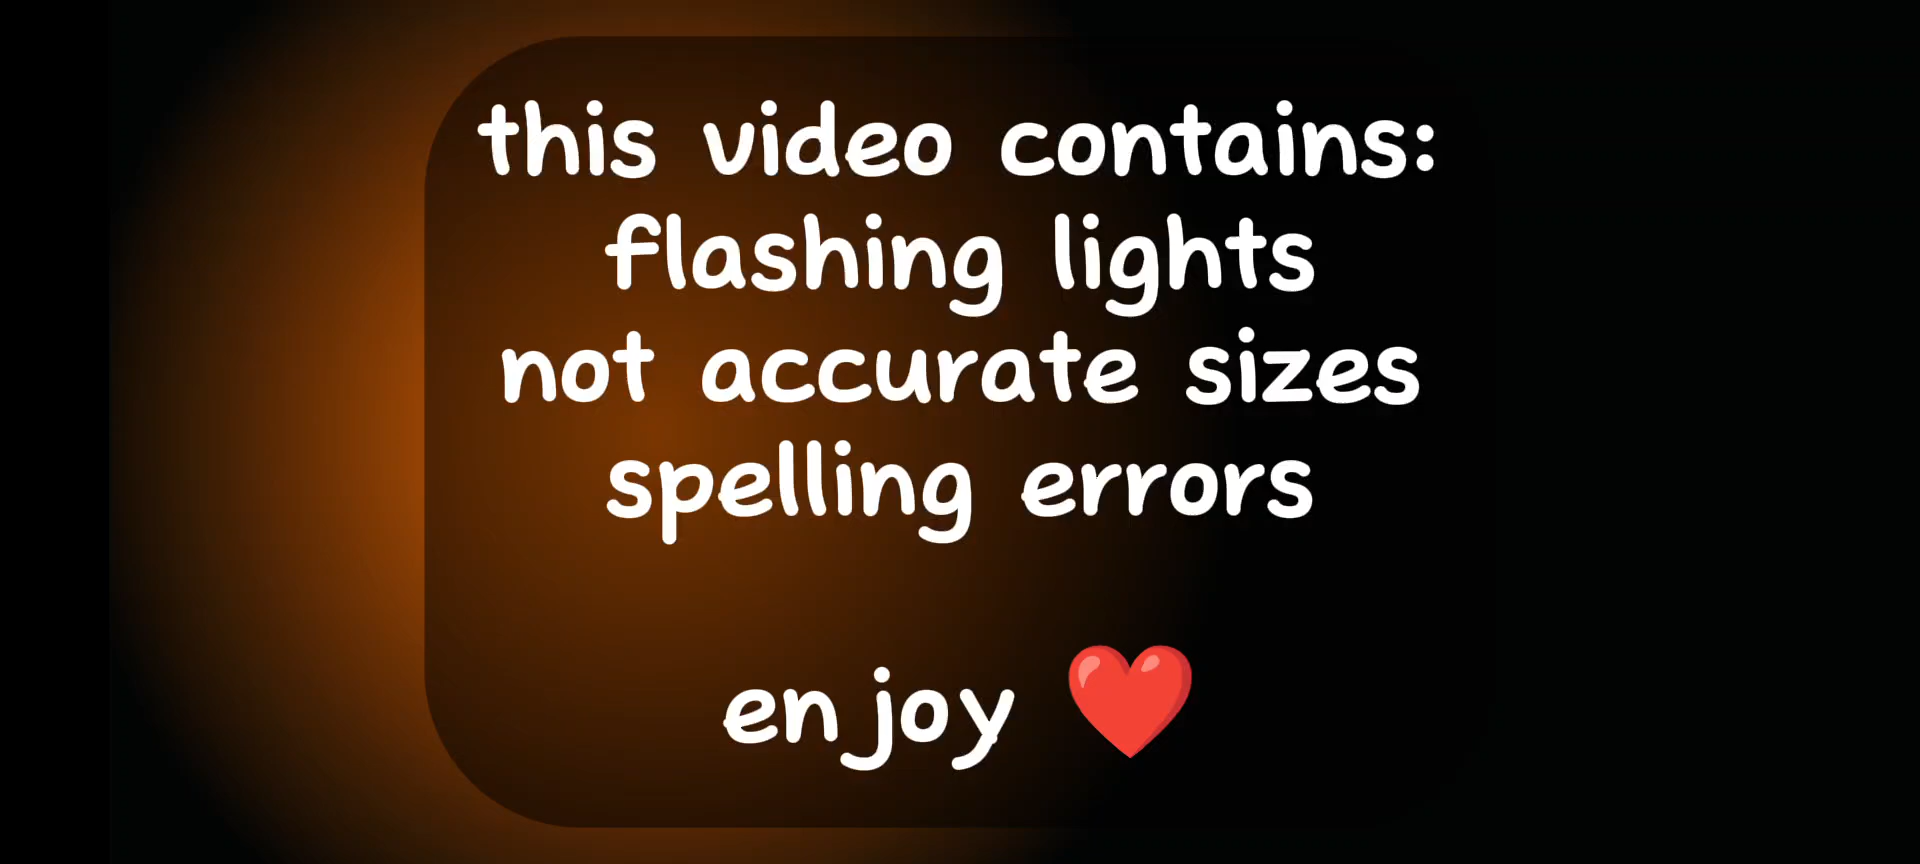 this video contains:
flashing lights
not accurate sizes
spelling errors
enjoy ❤️